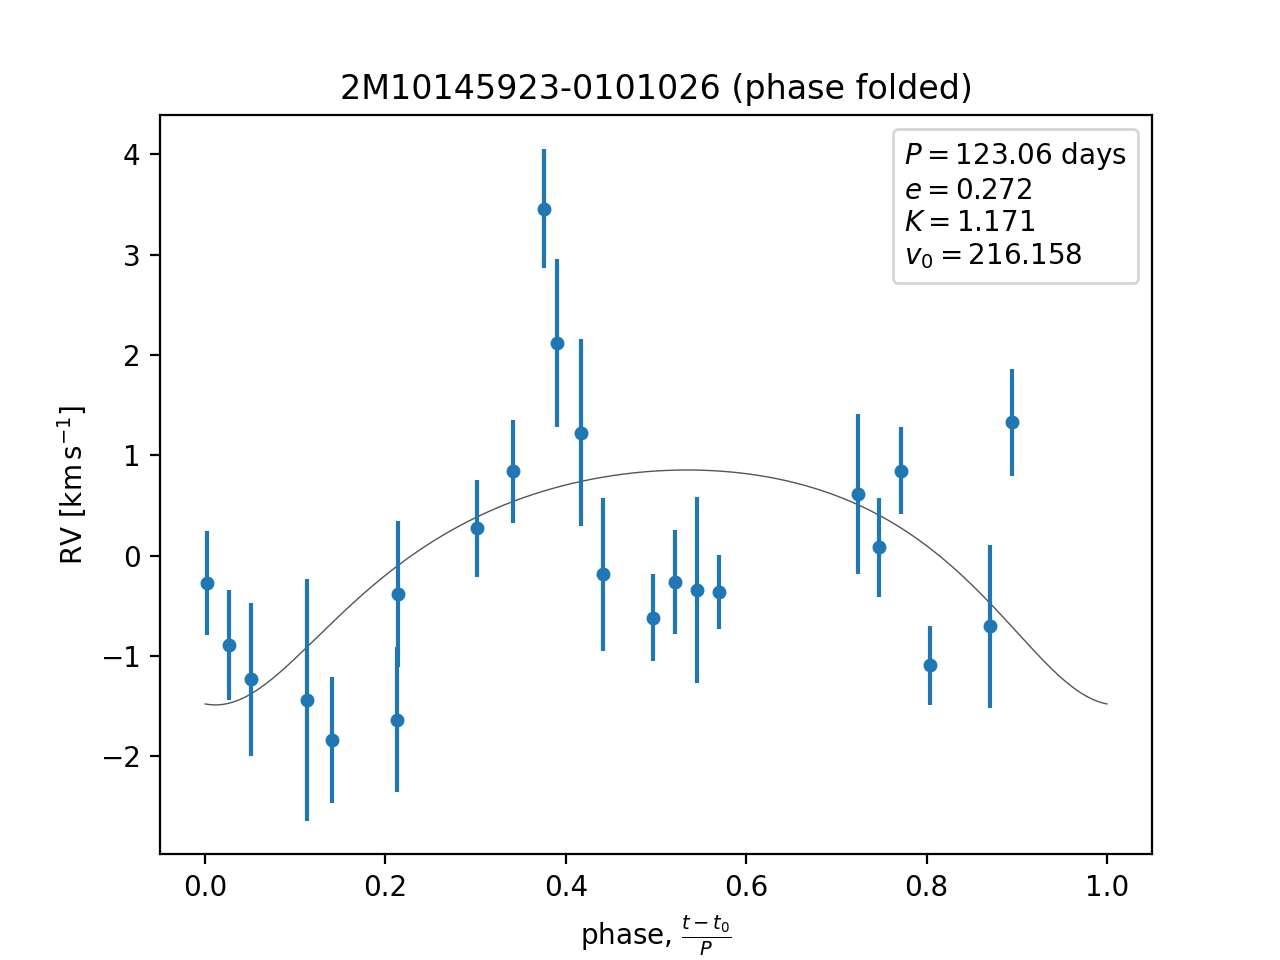 2M10145923-0101026 (phase folded)
P = 123.06 days
e = 0.272
K = 1.171
v₀ = 216.158
4
3
2
1
0
−1
−2
RV [km s⁻¹]
0.0 0.2 0.4 0.6 0.8 1.0
phase, (t − t₀)/P